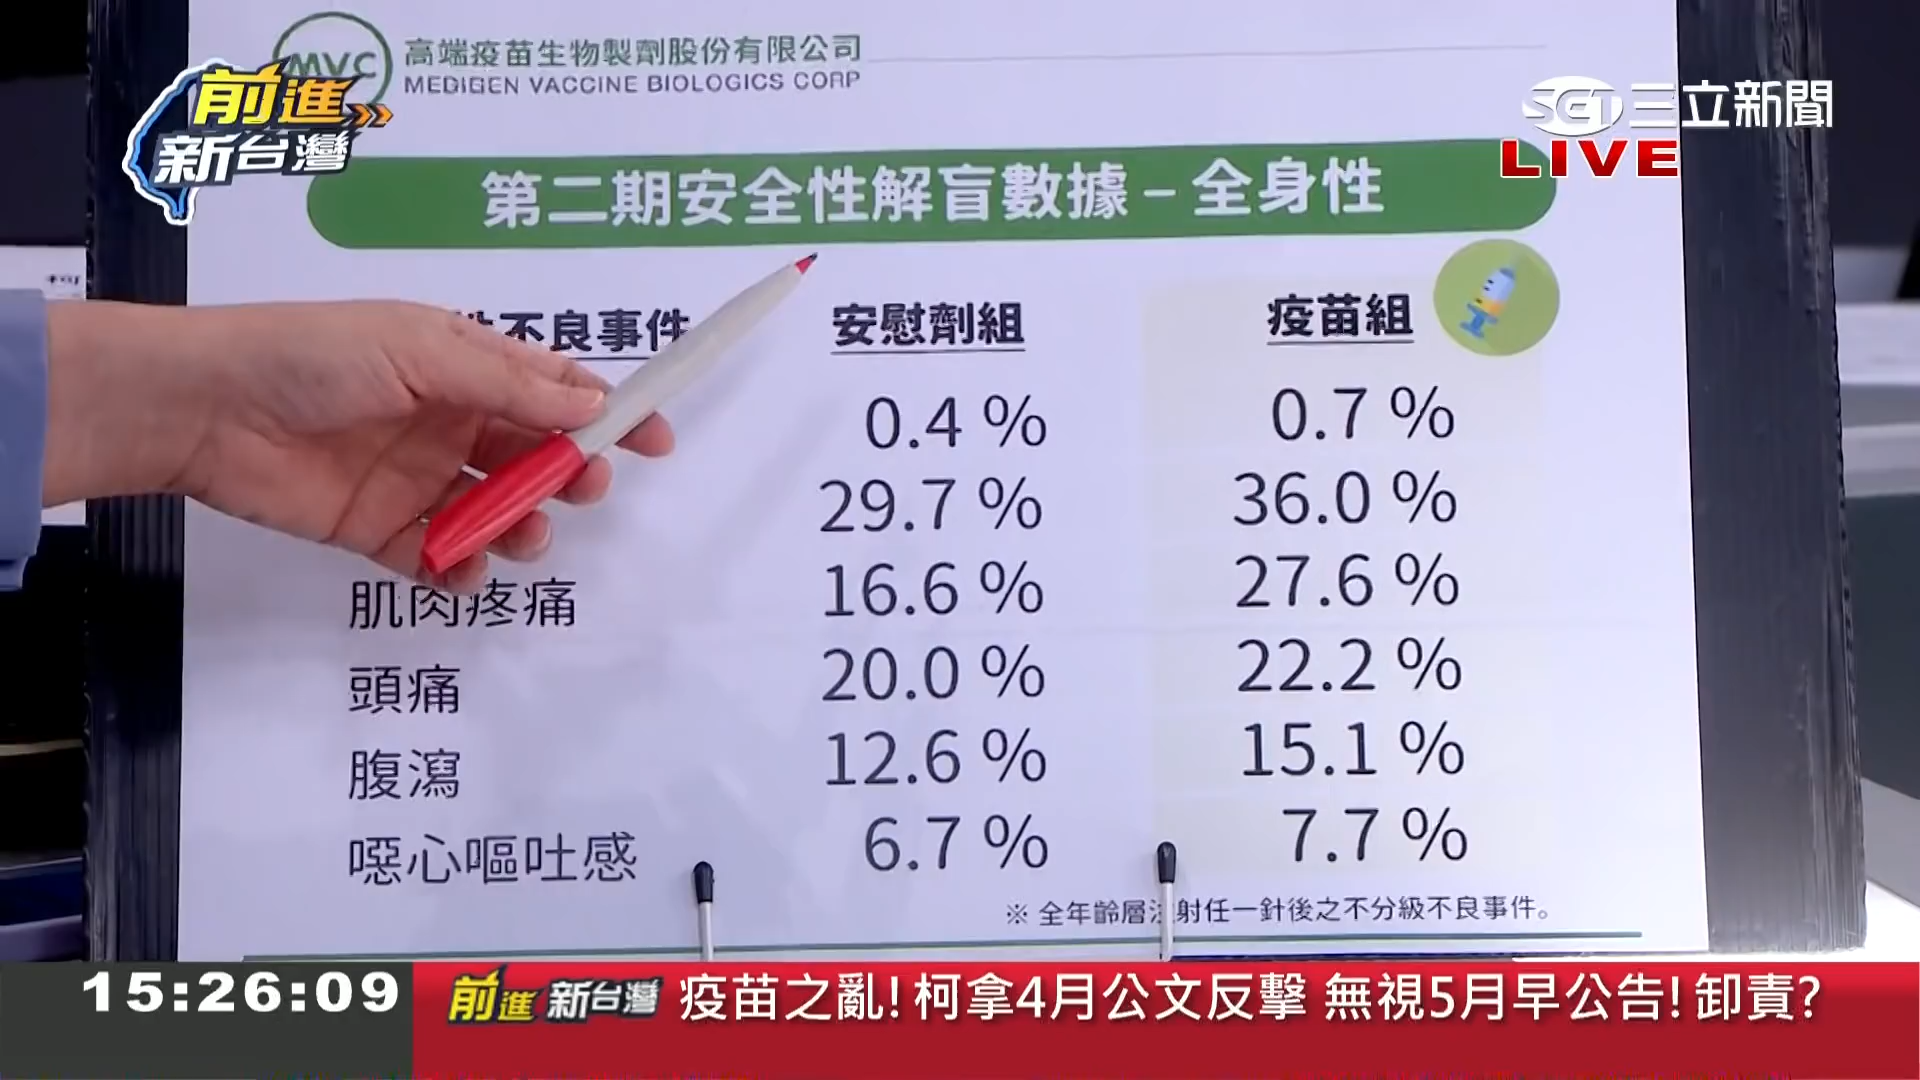 MVC 高端疫苗生物製劑股份有限公司
MEDIGEN VACCINE BIOLOGICS CORP
前進
新台灣
SET三立新聞
LIVE
第二期安全性解盲數據－全身性
不良事件 安慰劑組 疫苗組
0.4 % 0.7 %
29.7 % 36.0 %
肌肉疼痛 16.6 % 27.6 %
頭痛 20.0 % 22.2 %
腹瀉 12.6 % 15.1 %
噁心嘔吐感 6.7 % 7.7 %
※ 全年齡層注射任一針後之不分級不良事件。
15:26:09 前進新台灣 疫苗之亂!柯拿4月公文反擊 無視5月早公告!卸責?